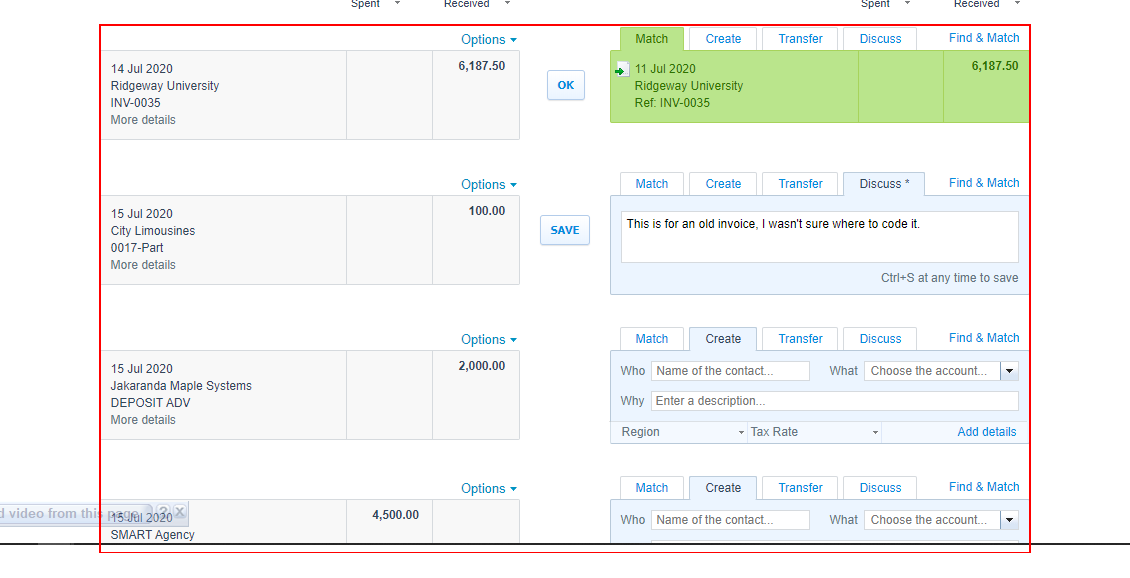 Spent Received Spent Received
Options Match Create Transfer Discuss Find & Match
14 Jul 2020 6,187.50 OK 11 Jul 2020 6,187.50
Ridgeway University Ridgeway University
INV-0035 Ref: INV-0035
More details
Options Match Create Transfer Discuss * Find & Match
15 Jul 2020 100.00 SAVE This is for an old invoice, I wasn't sure where to code it.
City Limousines
0017-Part
More details Ctrl+S at any time to save
Options Match Create Transfer Discuss Find & Match
15 Jul 2020 2,000.00 Who Name of the contact... What Choose the account...
Jakaranda Maple Systems
DEPOSIT ADV Why Enter a description...
More details
Region Tax Rate Add details
Options Match Create Transfer Discuss Find & Match
d video from this page ? X
15 Jul 2020 4,500.00 Who Name of the contact... What Choose the account...
SMART Agency